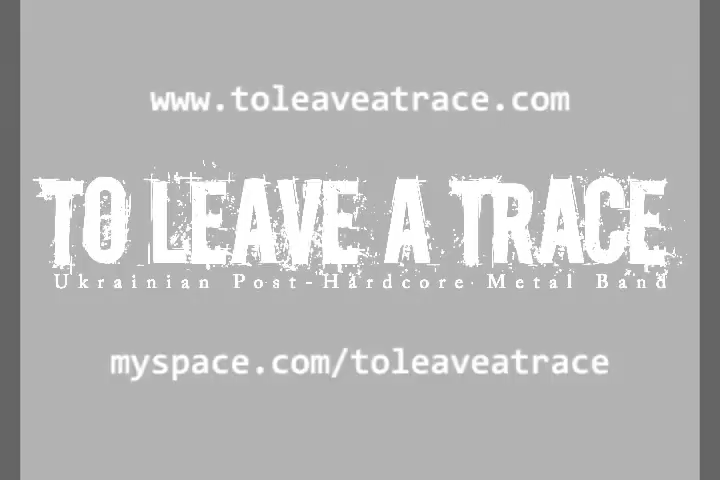 www.toleaveatrace.com
TO LEAVE A TRACE
Ukrainian Post-Hardcore Metal Band
myspace.com/toleaveatrace